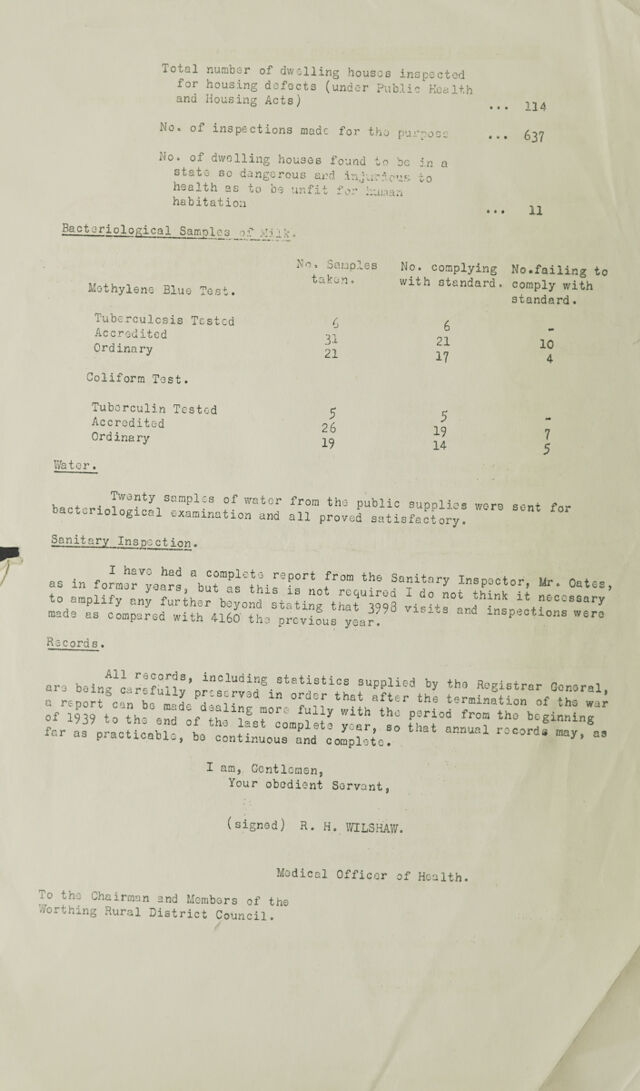 Total number of dwelling houses inspected
for housing defects (under Public Health
and Housing Acts) ... 114
No. of inspections made for the purpose ... 637
No. of dwelling houses found to be in a
state so dangerous and injurious to
health as to be unfit for human
habitation ... 11
Bacteriological Samples of Milk.
No. Samples taken. No. complying with standard. No.failing to comply with standard.
Methylene Blue Test.
Tuberculosis Tested 6 6 -
Accredited 31 21 10
Ordinary 21 17 4
Coliform Test.
Tuberculin Tested 5 5 -
Accredited 26 19 7
Ordinary 19 14 5
Water.
Twenty samples of water from the public supplies were sent for
bacteriological examination and all proved satisfactory.
Sanitary Inspection.
I have had a complete report from the Sanitary Inspector, Mr. Oates,
as in former years, but as this is not required I do not think it necessary
to amplify any further beyond stating that 3998 visits and inspections were
made as compared with 4160 the previous year.
Records.
All records, including statistics supplied by the Registrar General,
are being carefully preserved in order that after the termination of the war
a report can be made dealing more fully with the period from the beginning
of 1939 to the end of the last complete year, so that annual records may, as
far as practicable, be continuous and complete.
I am, Gentlemen,
Your obedient Servant,
(signed) R. H. WILSHAW.
Medical Officer of Health.
To the Chairman and Members of the
Worthing Rural District Council.